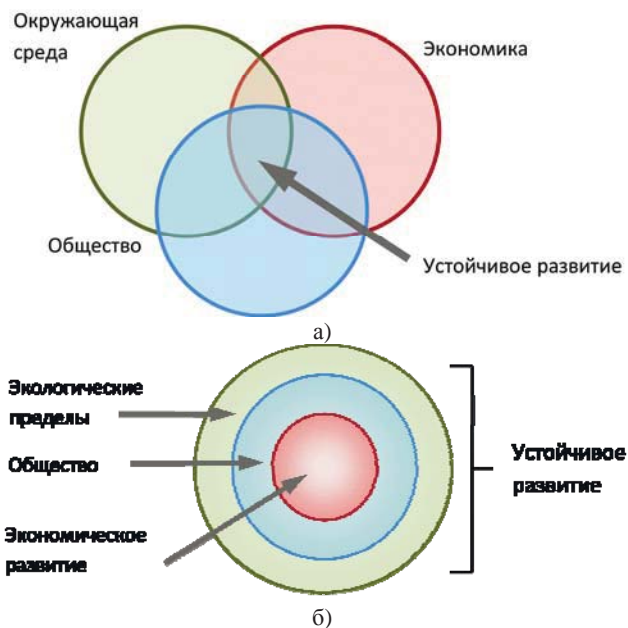 Окружающая
среда
Экономика
Общество
Устойчивое развитие
а)
Экологические
пределы
Общество
Устойчивое
развитие
Экономическое
развитие
б)